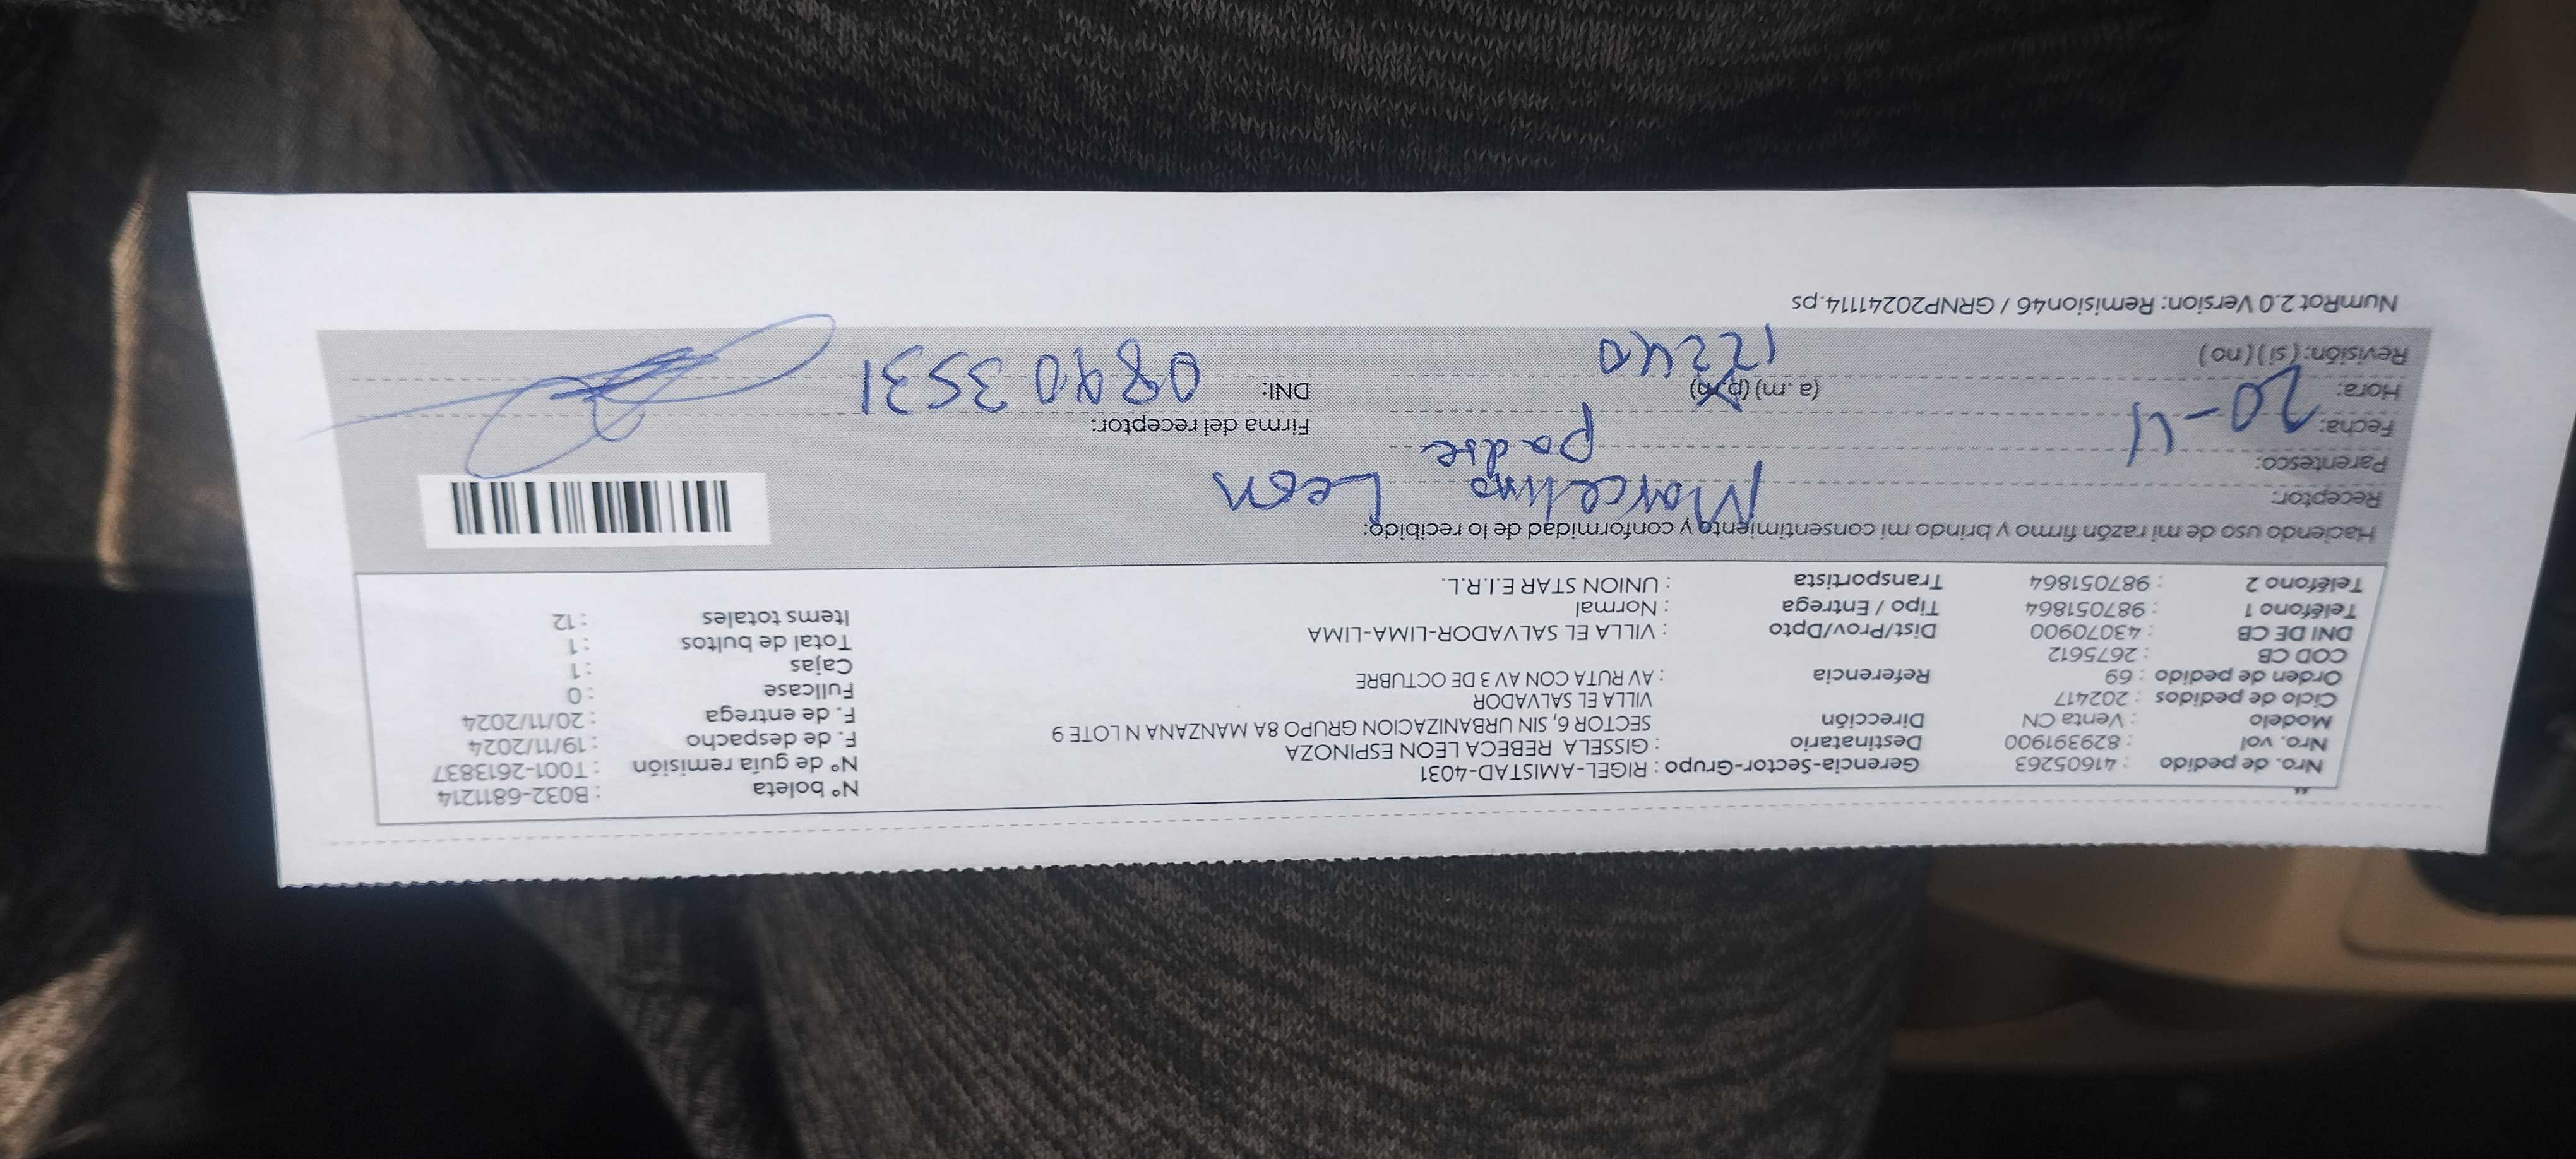 Nro. de pedido : 41605263 Gerencia-Sector-Grupo : RIGEL-AMISTAD-4031 N° boleta : B032-6811214
Nro. vol : 829391900 Destinatario : GISSELA REBECA LEON ESPINOZA N° de guía remisión : T001-2613837
Modelo : Venta CN Dirección SECTOR 6, SIN URBANIZACION GRUPO 8A MANZANA N LOTE 9 F. de despacho : 19/11/2024
Ciclo de pedidos : 202417 VILLA EL SALVADOR F. de entrega : 20/11/2024
Orden de pedido : 69 Referencia : AV RUTA CON AV 3 DE OCTUBRE Fullcase : 0
COD CB : 2675612 Cajas : 1
DNI DE CB : 43070900 Dist/Prov/Dpto : VILLA EL SALVADOR-LIMA-LIMA Total de bultos : 1
Teléfono 1 : 987051864 Tipo / Entrega : Normal Items totales : 12
Teléfono 2 : 987051864 Transportista : UNION STAR E.I.R.L.
Haciendo uso de mi razón firmo y brindo mi consentimiento y conformidad de lo recibido:
Receptor: Marcelino Leon
Parentesco: padre
Fecha: 20-11 Firma del receptor:
Hora: 12:40 (a.m) (p.m) DNI: 08903531
Revisión: (si) (no)
NumRot 2.0 Version: Remision46 / GRNP20241114.ps